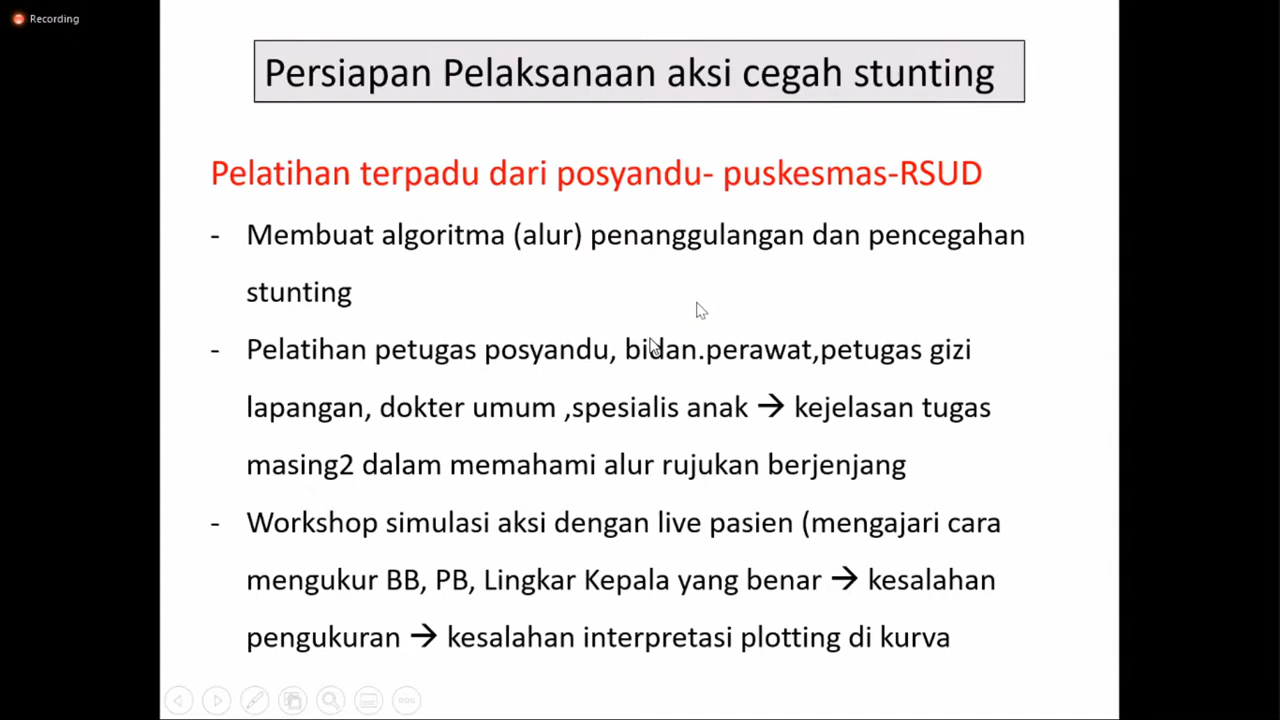 Recording
Persiapan Pelaksanaan aksi cegah stunting
Pelatihan terpadu dari posyandu- puskesmas-RSUD
- Membuat algoritma (alur) penanggulangan dan pencegahan
stunting
- Pelatihan petugas posyandu, bidan.perawat,petugas gizi
lapangan, dokter umum ,spesialis anak → kejelasan tugas
masing2 dalam memahami alur rujukan berjenjang
- Workshop simulasi aksi dengan live pasien (mengajari cara
mengukur BB, PB, Lingkar Kepala yang benar → kesalahan
pengukuran → kesalahan interpretasi plotting di kurva